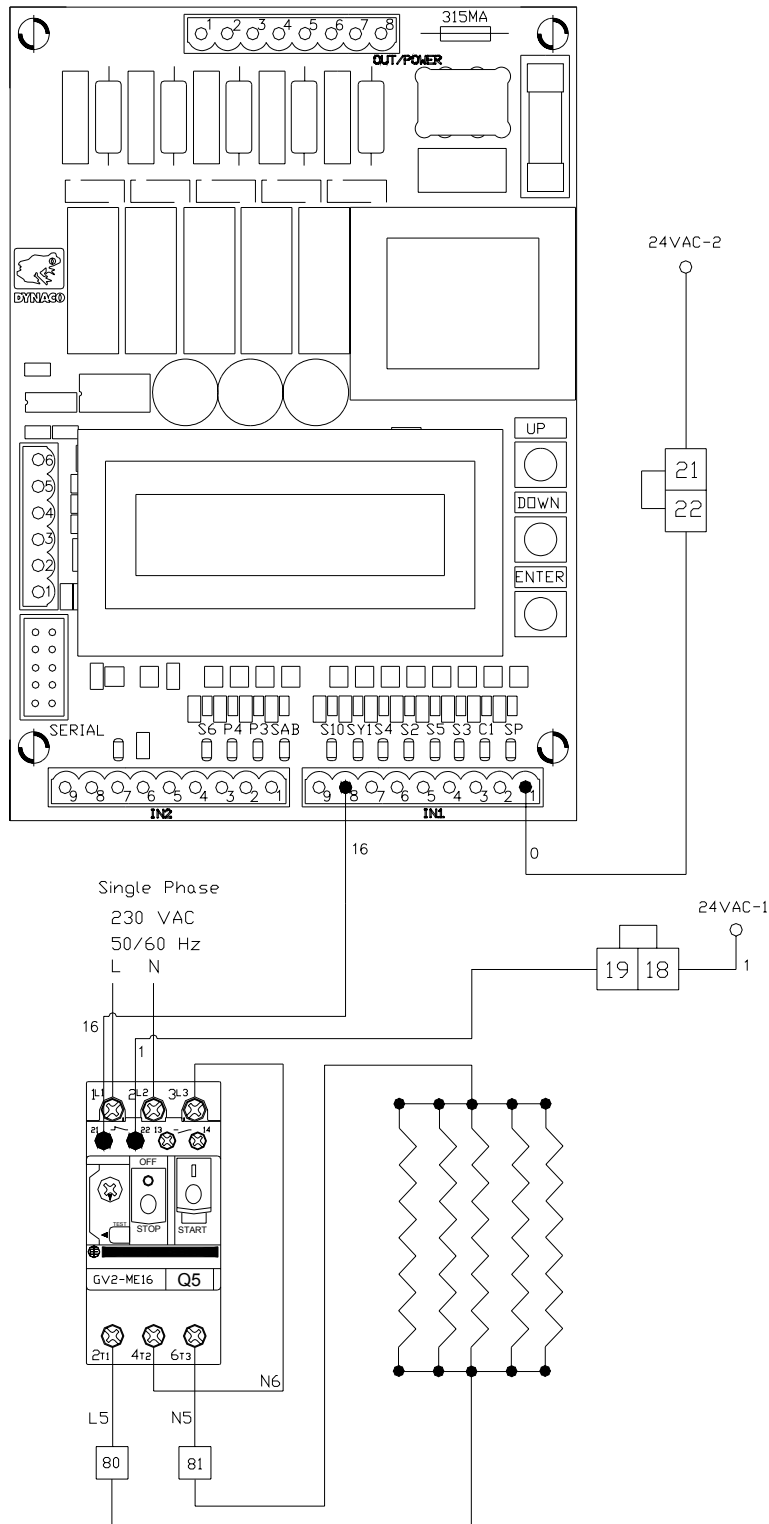 315MA
1 2 3 4 5 6 7 8
OUT/POWER
24VAC-2
DYNACO
UP
21
6
5
DOWN
22
4
3
ENTER
2
1
S6 P4 P3 SAB S10 SY1 S4 S2 S5 S3 C1 SP
SERIAL
9 8 7 6 5 4 3 2 1
9 8 7 6 5 4 3 2 1
IN2
IN1
16
0
Single Phase
230 VAC
50/60 Hz
L N
24VAC-1
19 18
1
16
1
1L1 2L2 3L3
21 22 13 14
OFF
TEST
STOP
START
GV2-ME16 Q5
2T1 4T2 6T3
N6
L5 N5
80 81